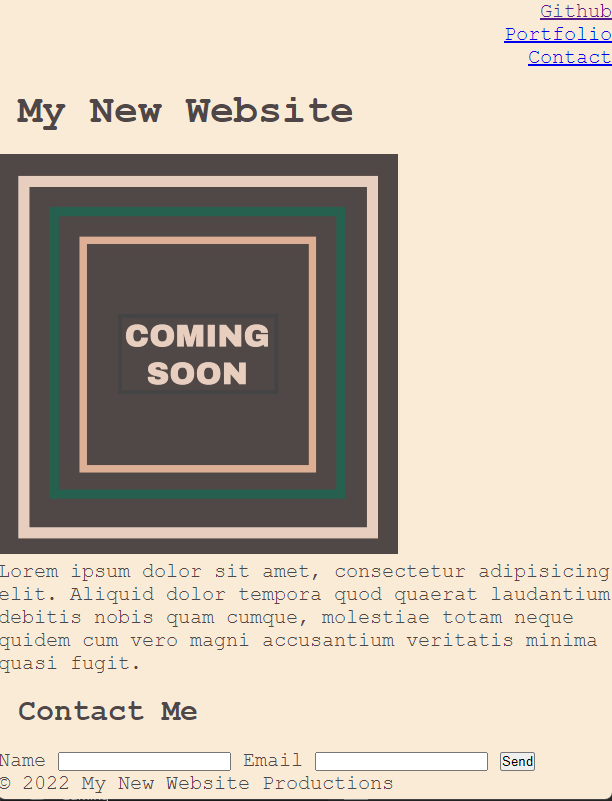 Github
Portfolio
Contact
My New Website
COMING
SOON
Lorem ipsum dolor sit amet, consectetur adipisicing
elit. Aliquid dolor tempora quod quaerat laudantium
debitis nobis quam cumque, molestiae totam neque
quidem cum vero magni accusantium veritatis minima
quasi fugit.
Contact Me
Name Email Send
© 2022 My New Website Productions